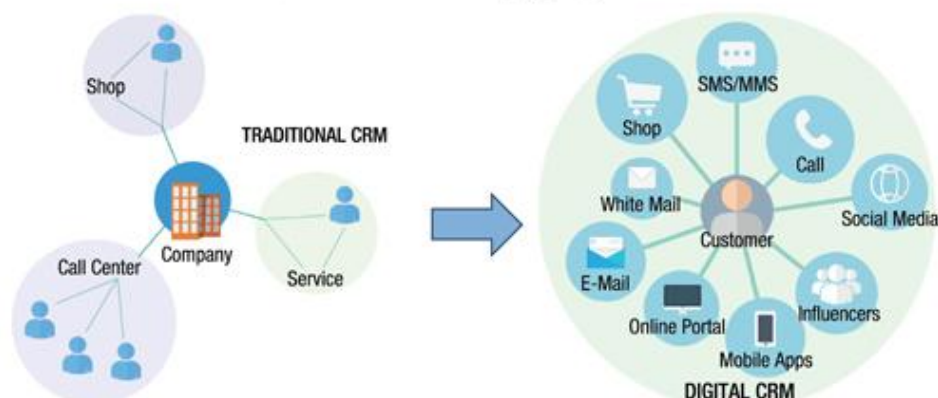 Shop
TRADITIONAL CRM
Company
Call Center
Service
SMS/MMS
Shop
Call
White Mail
Social Media
Customer
E-Mail
Influencers
Online Portal
Mobile Apps
DIGITAL CRM